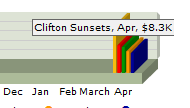 Clifton Sunsets, Apr, $8.3K
Dec Jan Feb March Apr